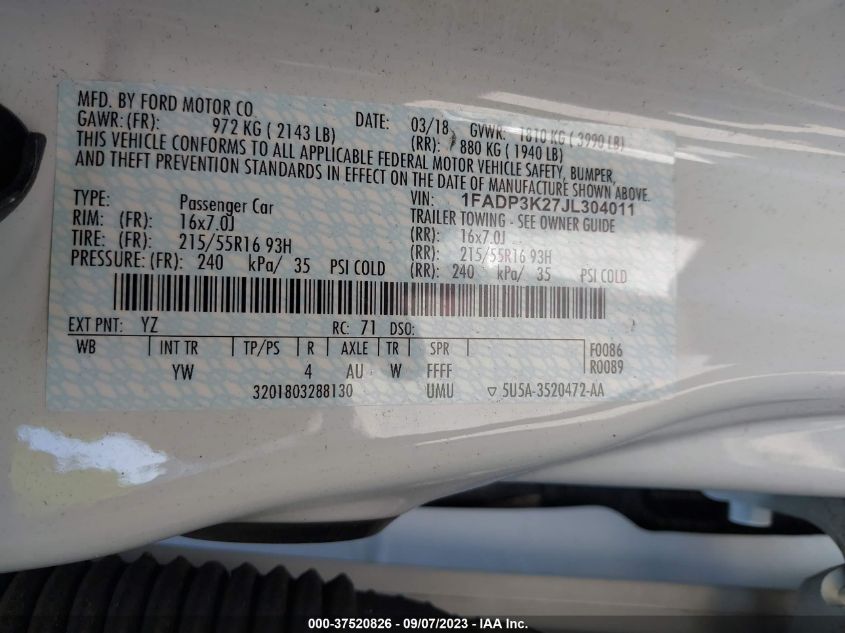 MFD. BY FORD MOTOR CO DATE: 03/18 GVWR: 1810 KG ( 3990 LB)
GAWR:(FR): 972 KG ( 2143 LB) (RR): 880 KG ( 1940 LB)
THIS VEHICLE CONFORMS TO ALL APPLICABLE FEDERAL MOTOR VEHICLE SAFETY, BUMPER,
AND THEFT PREVENTION STANDARDS IN EFFECT ON THE DATE OF MANUFACTURE SHOWN ABOVE.
VIN: 1FADP3K27JL304011
TYPE: Passenger Car TRAILER TOWING - SEE OWNER GUIDE
RIM: (FR): 16x7.0J (RR): 16x7.0J
TIRE: (FR): 215/55R16 93H (RR): 215/55R16 93H
PRESSURE: (FR): 240 kPa/ 35 PSI COLD (RR): 240 kPa/ 35 PSI COLD
EXT PNT: YZ RC: 71 DSO:
WB INT TR TP/PS R AXLE TR SPR F0086
YW 4 AU W FFFF R0089
3201803288130 UMU ▽ 5U5A-3520472-AA
000-37520826 - 09/07/2023 - IAA Inc.